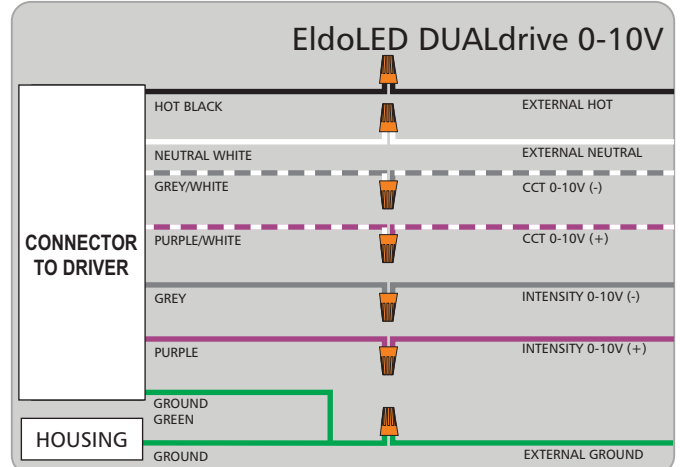 EldoLED DUALdrive 0-10V
HOT BLACK
EXTERNAL HOT
NEUTRAL WHITE
EXTERNAL NEUTRAL
GREY/WHITE
CCT 0-10V (-)
PURPLE/WHITE
CCT 0-10V (+)
CONNECTOR
TO DRIVER
GREY
INTENSITY 0-10V (-)
PURPLE
INTENSITY 0-10V (+)
GROUND
GREEN
HOUSING
GROUND
EXTERNAL GROUND